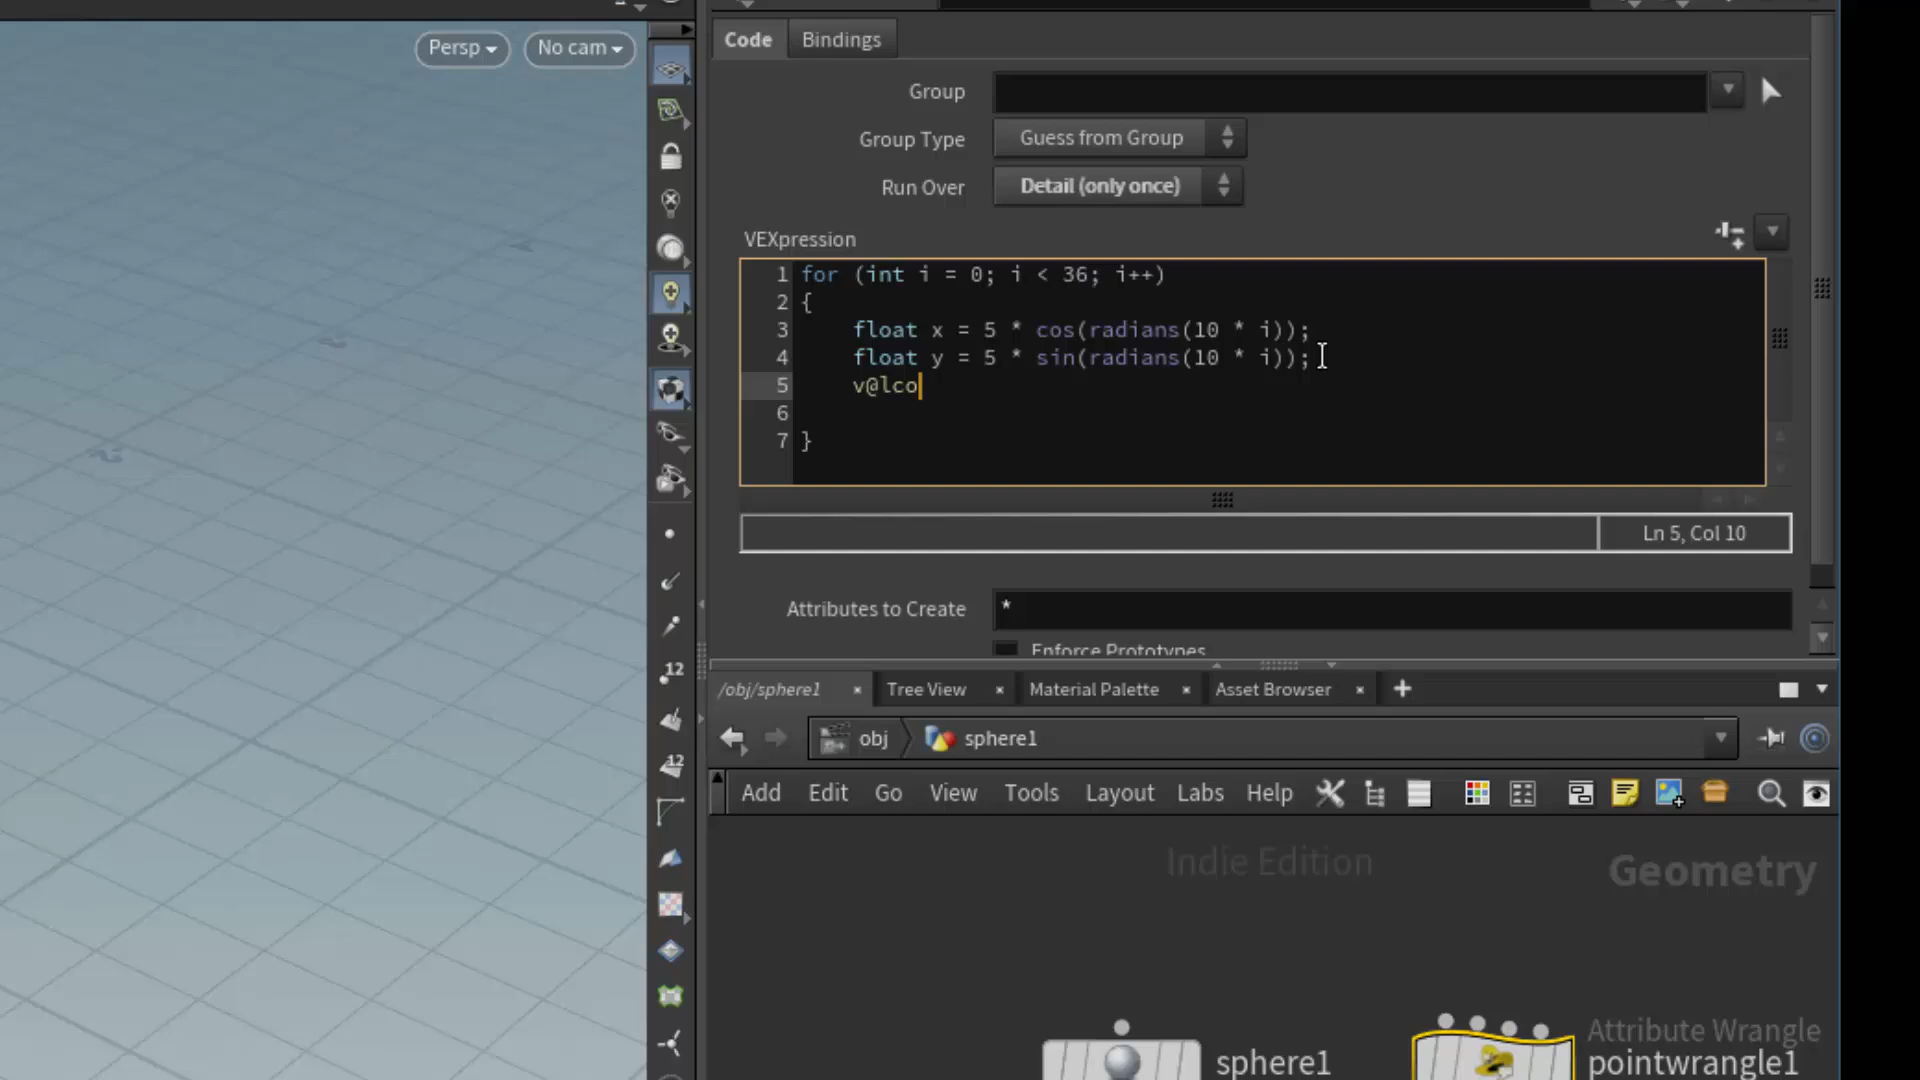 Persp
No cam
Code
Bindings
Group
Group Type
Guess from Group
Run Over
Detail (only once)
VEXpression
1 for (int i = 0; i < 36; i++)
2 {
3 float x = 5 * cos(radians(10 * i));
4 float y = 5 * sin(radians(10 * i));
5 v@lco
6
7 }
Ln 5, Col 10
Attributes to Create
*
Enforce Prototypes
12
12
/obj/sphere1
Tree View
Material Palette
Asset Browser
obj
sphere1
Add
Edit
Go
View
Tools
Layout
Labs
Help
Indie Edition
Geometry
Attribute Wrangle
sphere1
pointwrangle1